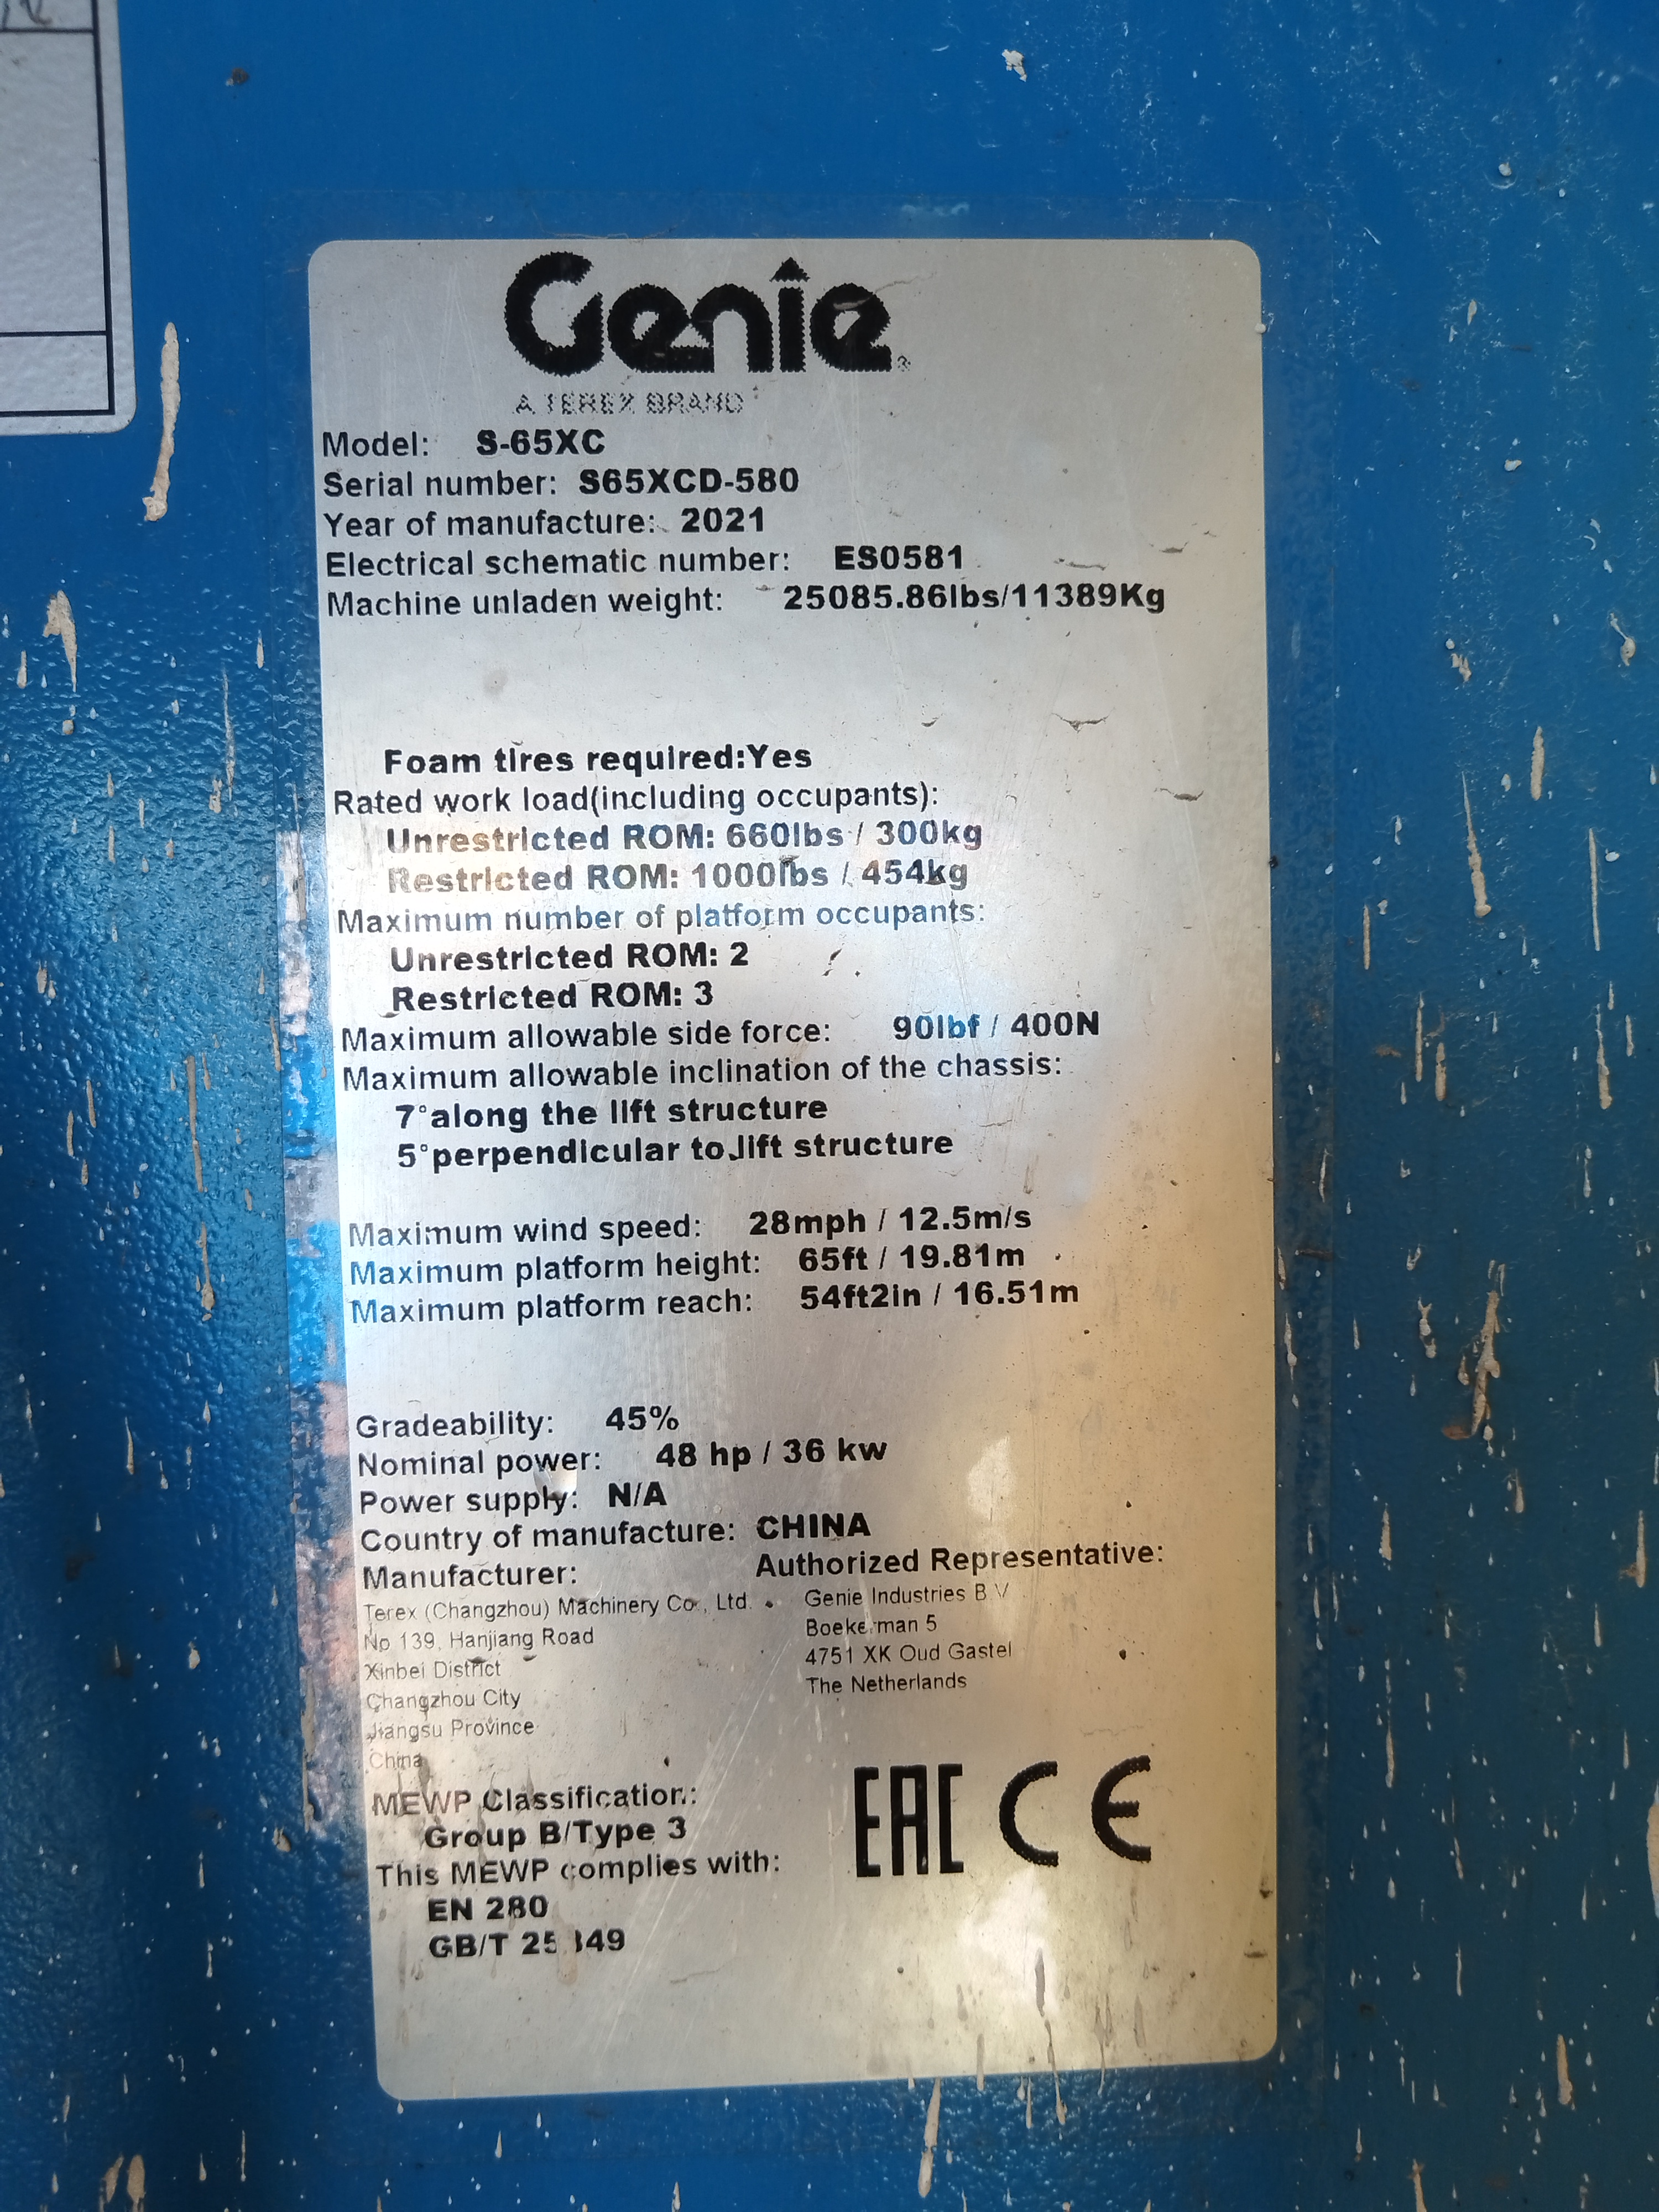 Genie®
A TEREX BRAND
Model: S-65XC
Serial number: S65XCD-580
Year of manufacture: 2021
Electrical schematic number: ES0581
Machine unladen weight: 25085.86lbs/11389Kg
Foam tires required:Yes
Rated work load(including occupants):
Unrestricted ROM: 660lbs / 300kg
Restricted ROM: 1000lbs / 454kg
Maximum number of platform occupants:
Unrestricted ROM: 2
Restricted ROM: 3
Maximum allowable side force: 90lbf / 400N
Maximum allowable inclination of the chassis:
7°along the lift structure
5°perpendicular to lift structure
Maximum wind speed: 28mph / 12.5m/s
Maximum platform height: 65ft / 19.81m
Maximum platform reach: 54ft2in / 16.51m
Gradeability: 45%
Nominal power: 48 hp / 36 kw
Power supply: N/A
Country of manufacture: CHINA
Manufacturer:
Terex (Changzhou) Machinery Co., Ltd.
No 139, Hanjiang Road
Xinbei District
Changzhou City
Jiangsu Province
China
Authorized Representative:
Genie Industries B.V
Boekerman 5
4751 XK Oud Gastel
The Netherlands
MEWP Classification:
Group B/Type 3
This MEWP complies with:
EN 280
GB/T
EAC CE